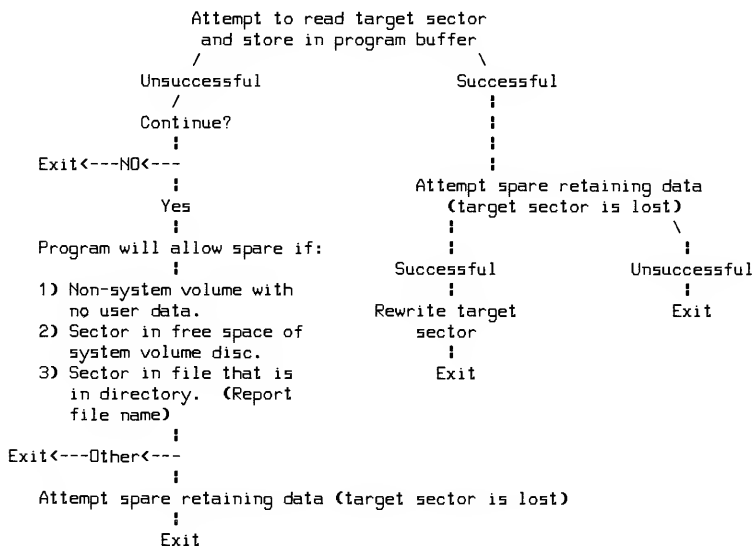 Attempt to read target sector
and store in program buffer
/ \
Unsuccessful Successful
/
Continue?
Exit<---NO<---
Attempt spare retaining data
Yes (target sector is lost)
\
Program will allow spare if:
Successful Unsuccessful
1) Non-system volume with
no user data. Rewrite target Exit
2) Sector in free space of sector
system volume disc.
3) Sector in file that is Exit
in directory. (Report
file name)
Exit<---Other<---
Attempt spare retaining data (target sector is lost)
Exit